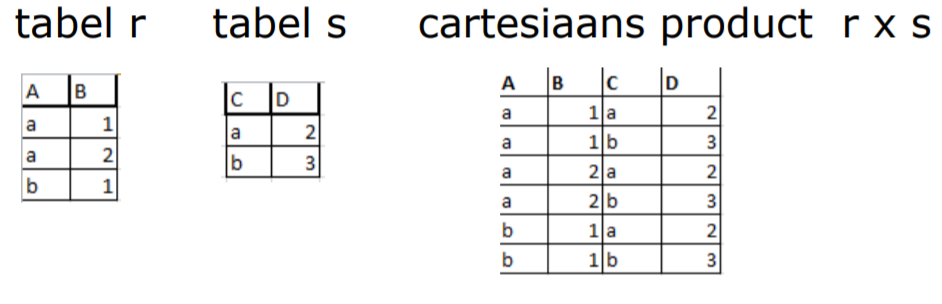 tabel r tabel s cartesiaans product r x s
A B
a 1
a 2
b 1
C D
a 2
b 3
A B C D
a 1 a 2
a 1 b 3
a 2 a 2
a 2 b 3
b 1 a 2
b 1 b 3